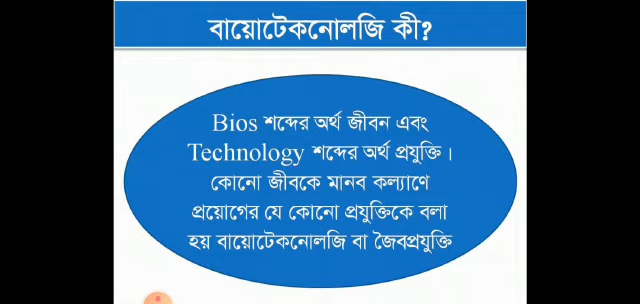 বায়োটেকনোলজি কী?
Bios শব্দের অর্থ জীবন এবং
Technology শব্দের অর্থ প্রযুক্তি।
কোনো জীবকে মানব কল্যাণে
প্রয়োগের যে কোনো প্রযুক্তিকে বলা
হয় বায়োটেকনোলজি বা জৈবপ্রযুক্তি